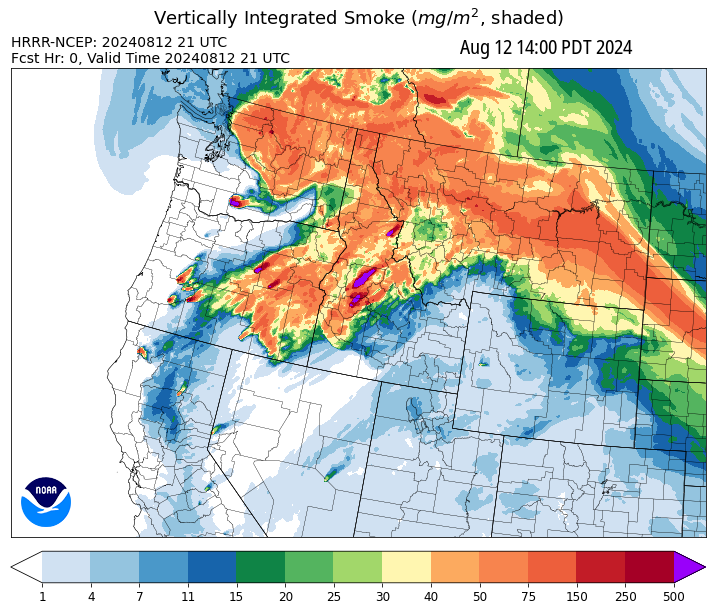 Vertically Integrated Smoke (mg/m², shaded)
HRRR-NCEP: 20240812 21 UTC
Aug 12 14:00 PDT 2024
Fcst Hr: 0, Valid Time 20240812 21 UTC
NOAA
1 4 7 11 15 20 25 30 40 50 75 150 250 500